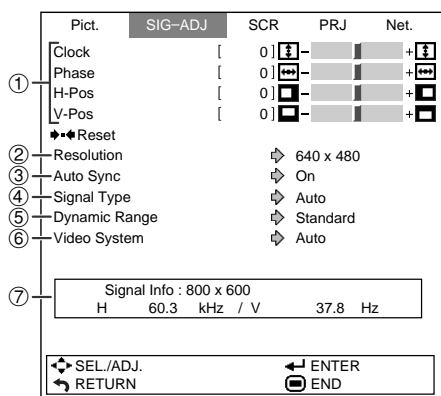 Pict. SIG-ADJ SCR PRJ Net.
① Clock [ 0 ] - +
Phase [ 0 ] - +
H-Pos [ 0 ] - +
V-Pos [ 0 ] - +
Reset
② Resolution 640 x 480
③ Auto Sync On
④ Signal Type Auto
⑤ Dynamic Range Standard
⑥ Video System Auto
⑦ Signal Info : 800 x 600
H 60.3 kHz / V 37.8 Hz
SEL./ADJ. ENTER
RETURN END